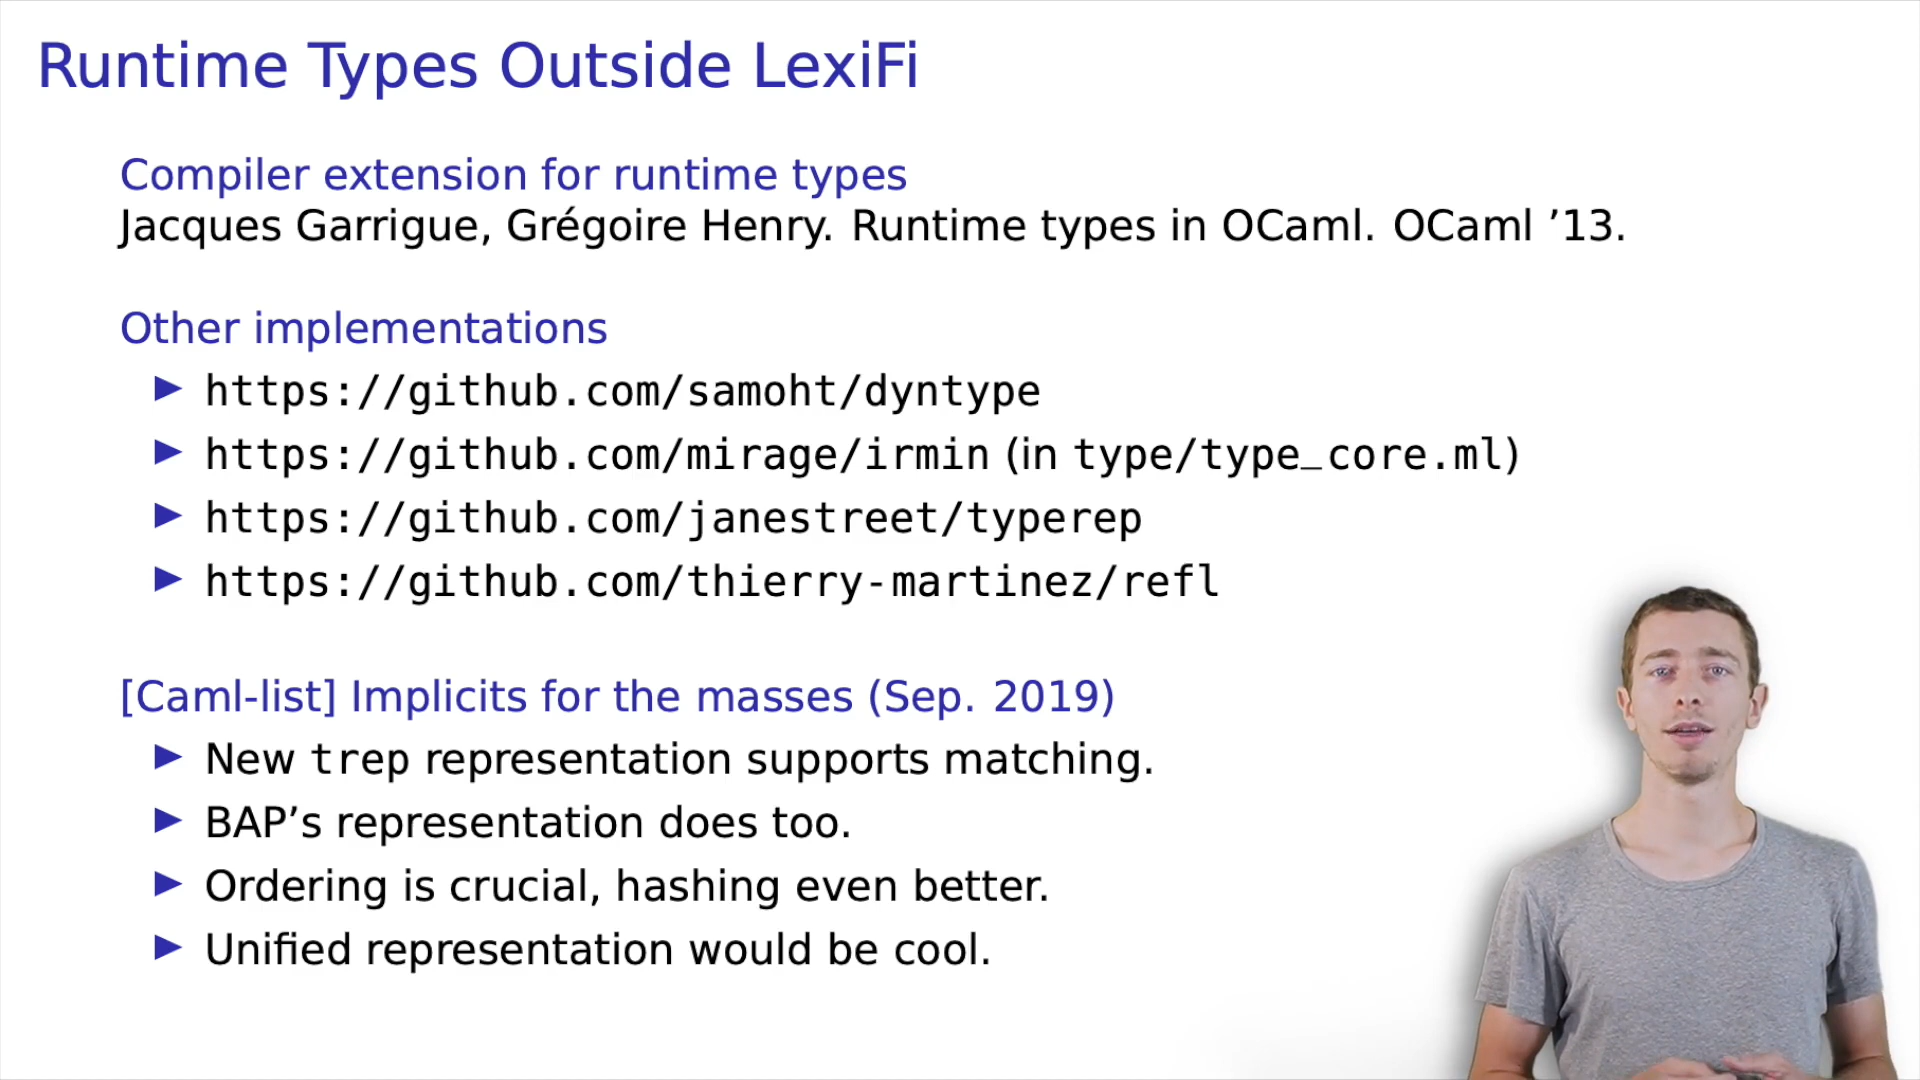 Runtime Types Outside LexiFi
Compiler extension for runtime types
Jacques Garrigue, Grégoire Henry. Runtime types in OCaml. OCaml ’13.
Other implementations
▶ https://github.com/samoht/dyntype
▶ https://github.com/mirage/irmin (in type/type_core.ml)
▶ https://github.com/janestreet/typerep
▶ https://github.com/thierry-martinez/refl
[Caml-list] Implicits for the masses (Sep. 2019)
▶ New trep representation supports matching.
▶ BAP’s representation does too.
▶ Ordering is crucial, hashing even better.
▶ Unified representation would be cool.